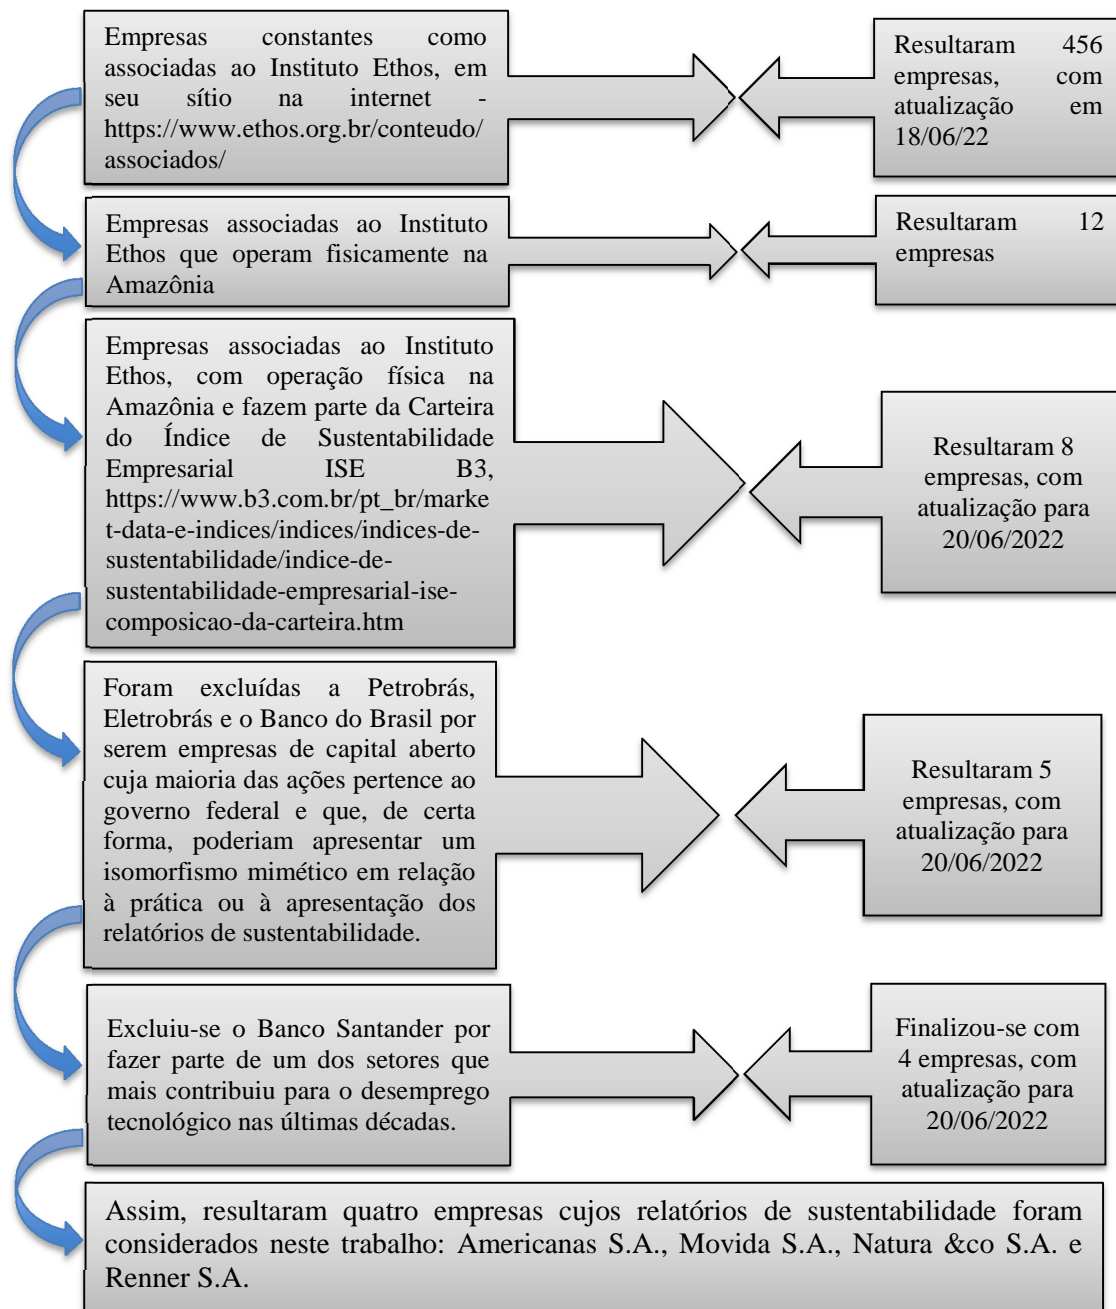 Empresas constantes como
associadas ao Instituto Ethos, em
seu sítio na internet -
https://www.ethos.org.br/conteudo/
associados/
Resultaram 456
empresas, com
atualização em
18/06/22
Empresas associadas ao Instituto
Ethos que operam fisicamente na
Amazônia
Resultaram 12
empresas
Empresas associadas ao Instituto
Ethos, com operação física na
Amazônia e fazem parte da Carteira
do Índice de Sustentabilidade
Empresarial ISE B3,
https://www.b3.com.br/pt_br/marke
t-data-e-indices/indices/indices-de-
sustentabilidade/indice-de-
sustentabilidade-empresarial-ise-
composicao-da-carteira.htm
Resultaram 8
empresas, com
atualização para
20/06/2022
Foram excluídas a Petrobrás,
Eletrobrás e o Banco do Brasil por
serem empresas de capital aberto
cuja maioria das ações pertence ao
governo federal e que, de certa
forma, poderiam apresentar um
isomorfismo mimético em relação
à prática ou à apresentação dos
relatórios de sustentabilidade.
Resultaram 5
empresas, com
atualização para
20/06/2022
Excluiu-se o Banco Santander por
fazer parte de um dos setores que
mais contribuiu para o desemprego
tecnológico nas últimas décadas.
Finalizou-se com
4 empresas, com
atualização para
20/06/2022
Assim, resultaram quatro empresas cujos relatórios de sustentabilidade foram
considerados neste trabalho: Americanas S.A., Movida S.A., Natura &co S.A. e
Renner S.A.